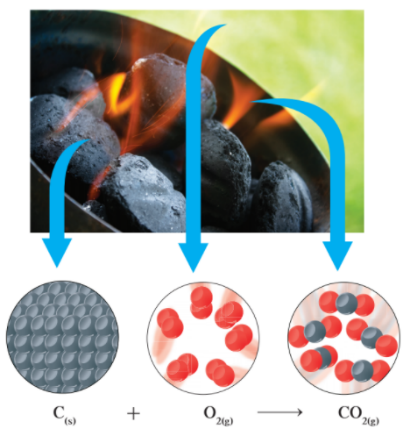 C(s) + O2(g) ⟶ CO2(g)